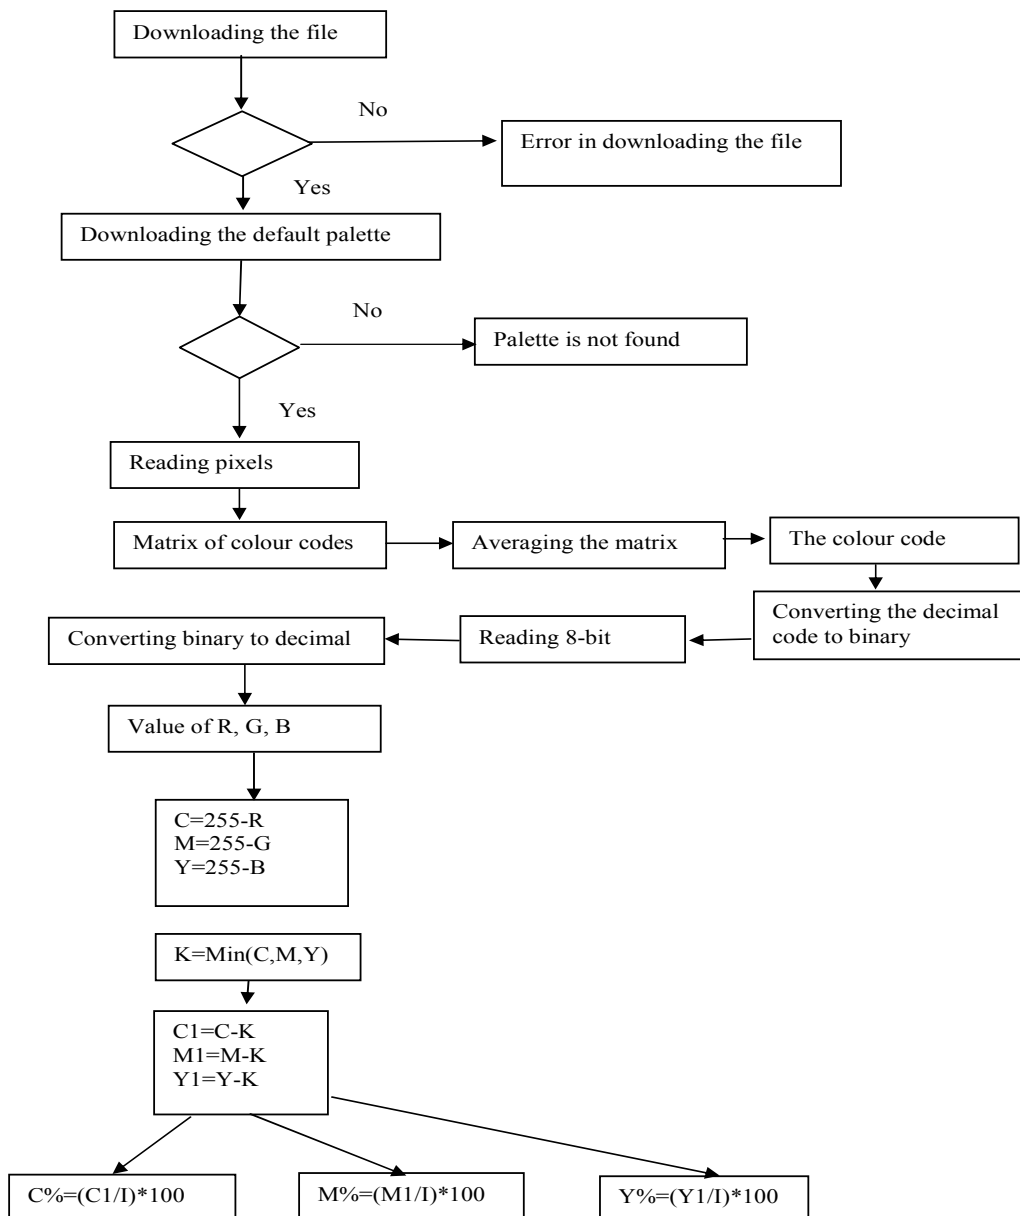 Downloading the file
No
Error in downloading the file
Yes
Downloading the default palette
No
Palette is not found
Yes
Reading pixels
Matrix of colour codes
Averaging the matrix
The colour code
Converting the decimal
code to binary
Reading 8-bit
Converting binary to decimal
Value of R, G, B
C=255-R
M=255-G
Y=255-B
K=Min(C,M,Y)
C1=C-K
M1=M-K
Y1=Y-K
C%=(C1/I)*100
M%=(M1/I)*100
Y%=(Y1/I)*100